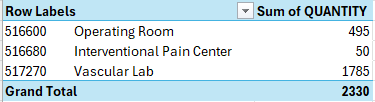 Row Labels Sum of QUANTITY
516600 Operating Room 495
516680 Interventional Pain Center 50
517270 Vascular Lab 1785
Grand Total 2330